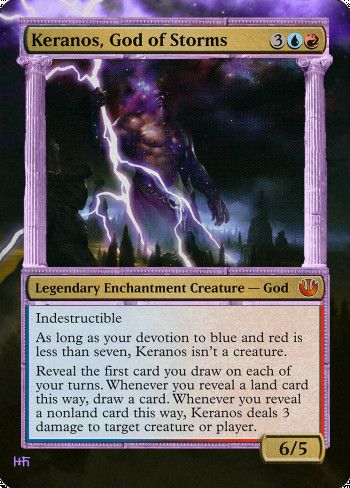 Keranos, God of Storms 3
Legendary Enchantment Creature — God
Indestructible
As long as your devotion to blue and red is
less than seven, Keranos isn't a creature.
Reveal the first card you draw on each of
your turns. Whenever you reveal a land card
this way, draw a card. Whenever you reveal
a nonland card this way, Keranos deals 3
damage to target creature or player.
6/5